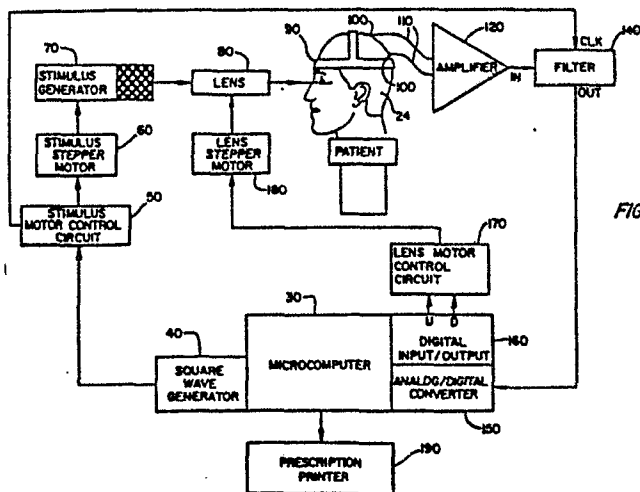 70
STIMULUS
GENERATOR
80
LENS
90
100
110
120
AMPLIFIER
IN
CLK
140
FILTER
OUT
100
24
PATIENT
60
STIMULUS
STEPPER
MOTOR
LENS
STEPPER
MOTOR
180
50
STIMULUS
MOTOR CONTROL
CIRCUIT
170
LENS MOTOR
CONTROL
CIRCUIT
FIG
U D
30
40
SQUARE
WAVE
GENERATOR
MICROCOMPUTER
DIGITAL
INPUT/OUTPUT
160
ANALOG/DIGITAL
CONVERTER
150
PRESCRIPTION
PRINTER
190